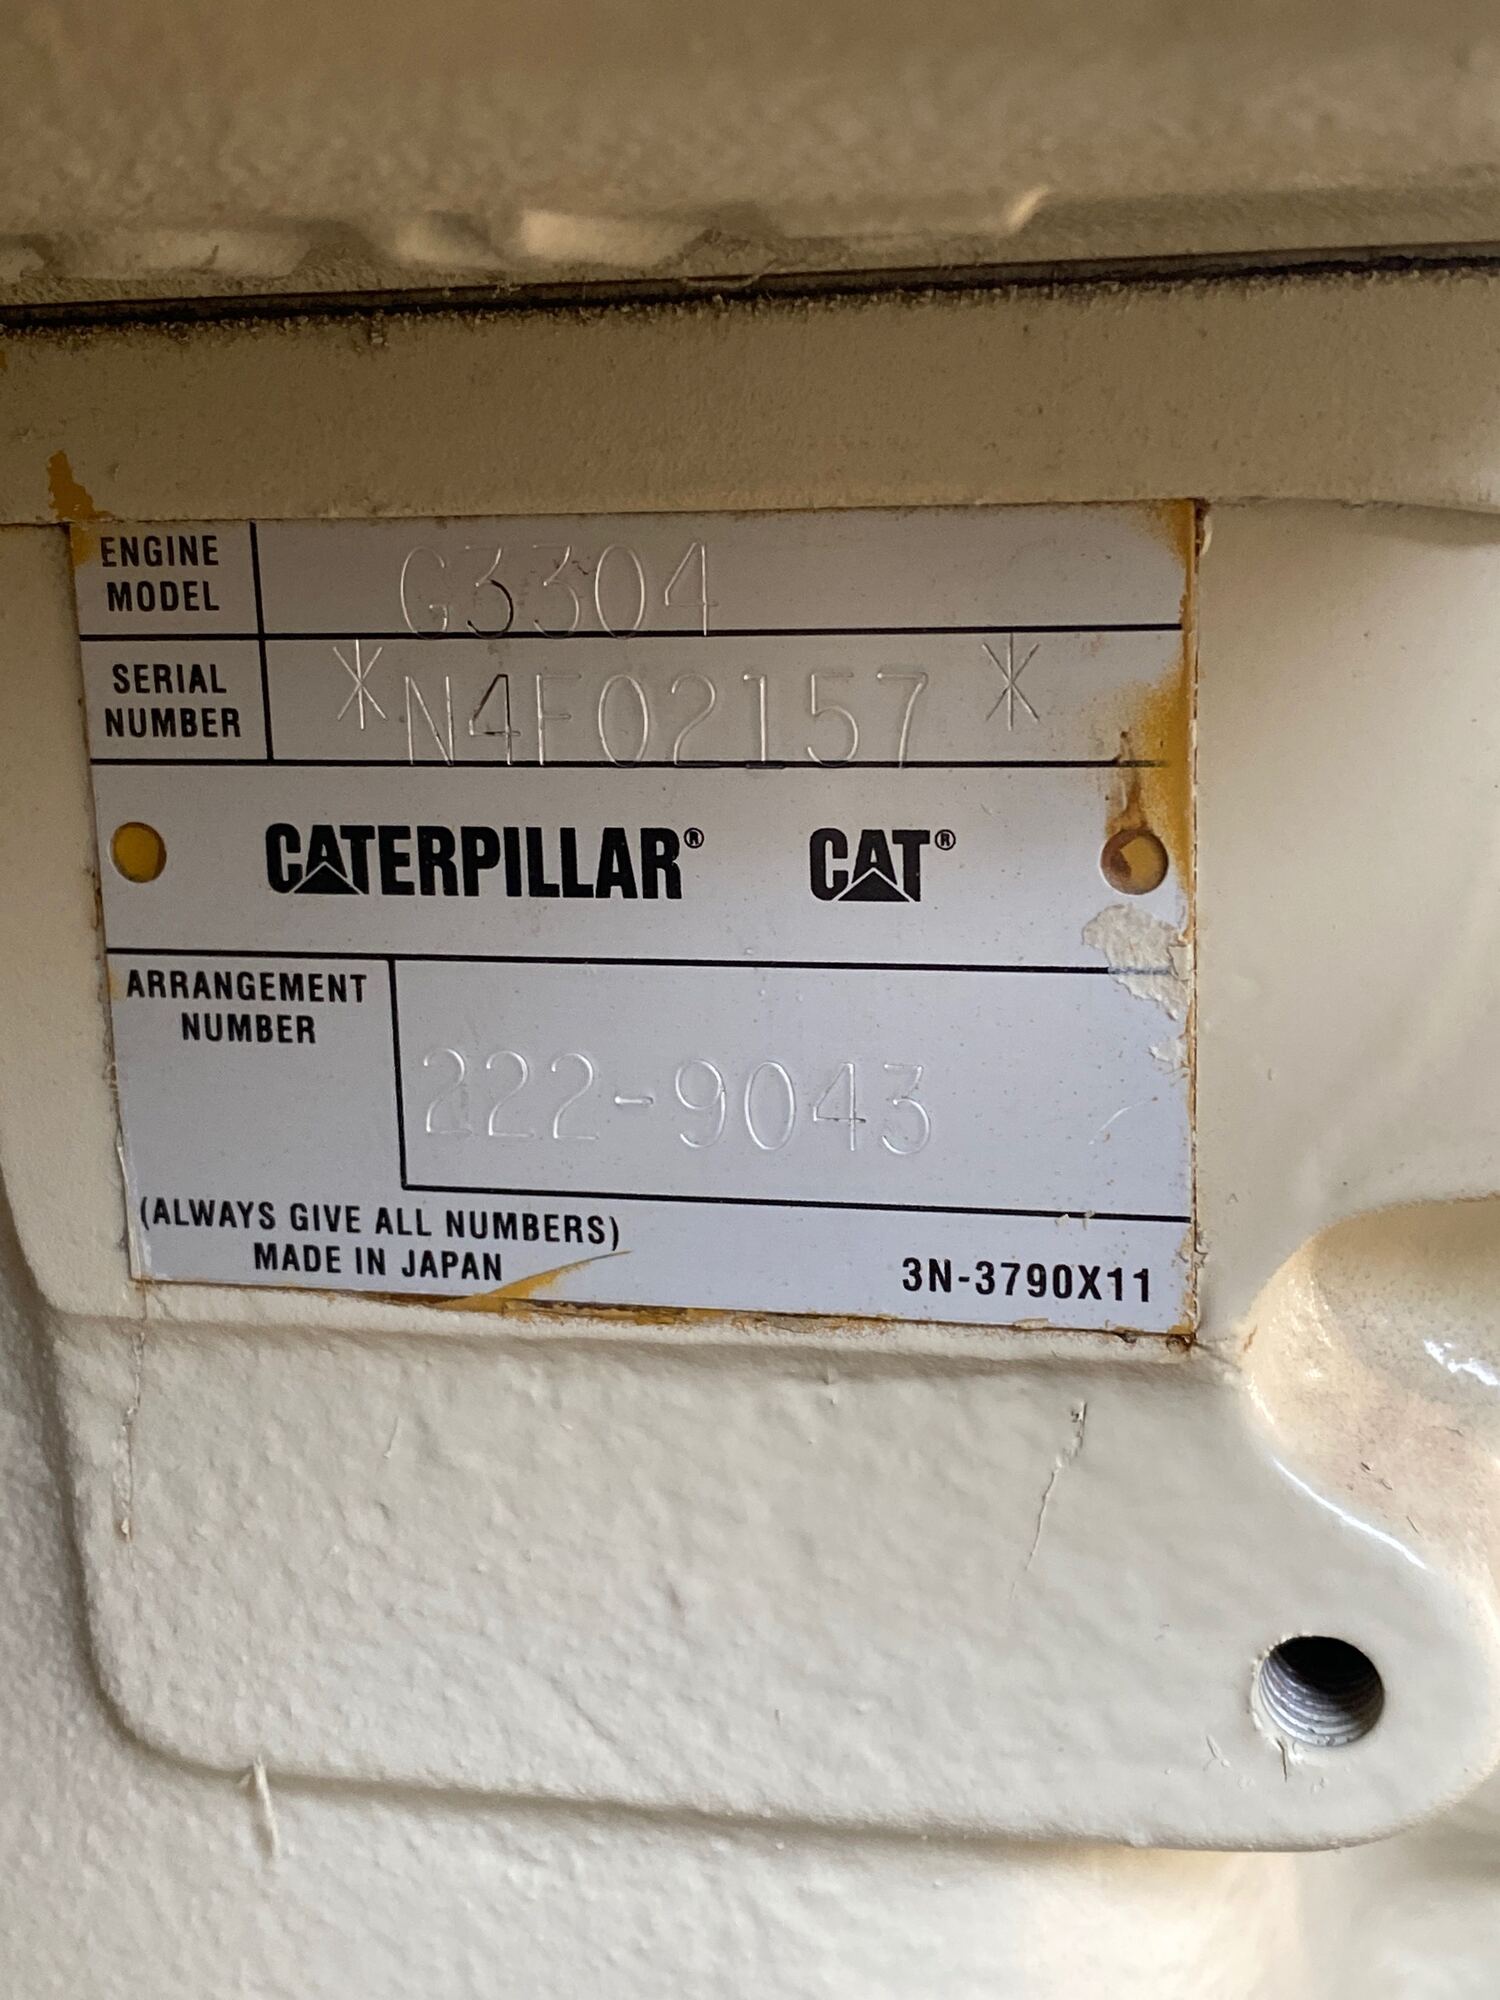 ENGINE MODEL G3304
SERIAL NUMBER *N4F02157*
CATERPILLAR® CAT®
ARRANGEMENT NUMBER
222-9043
(ALWAYS GIVE ALL NUMBERS)
MADE IN JAPAN 3N-3790X11